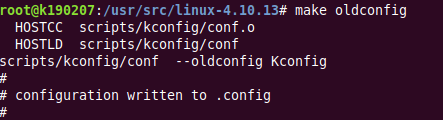 root@k190207:/usr/src/linux-4.10.13# make oldconfig
  HOSTCC  scripts/kconfig/conf.o
  HOSTLD  scripts/kconfig/conf
scripts/kconfig/conf  --oldconfig Kconfig
#
# configuration written to .config
#